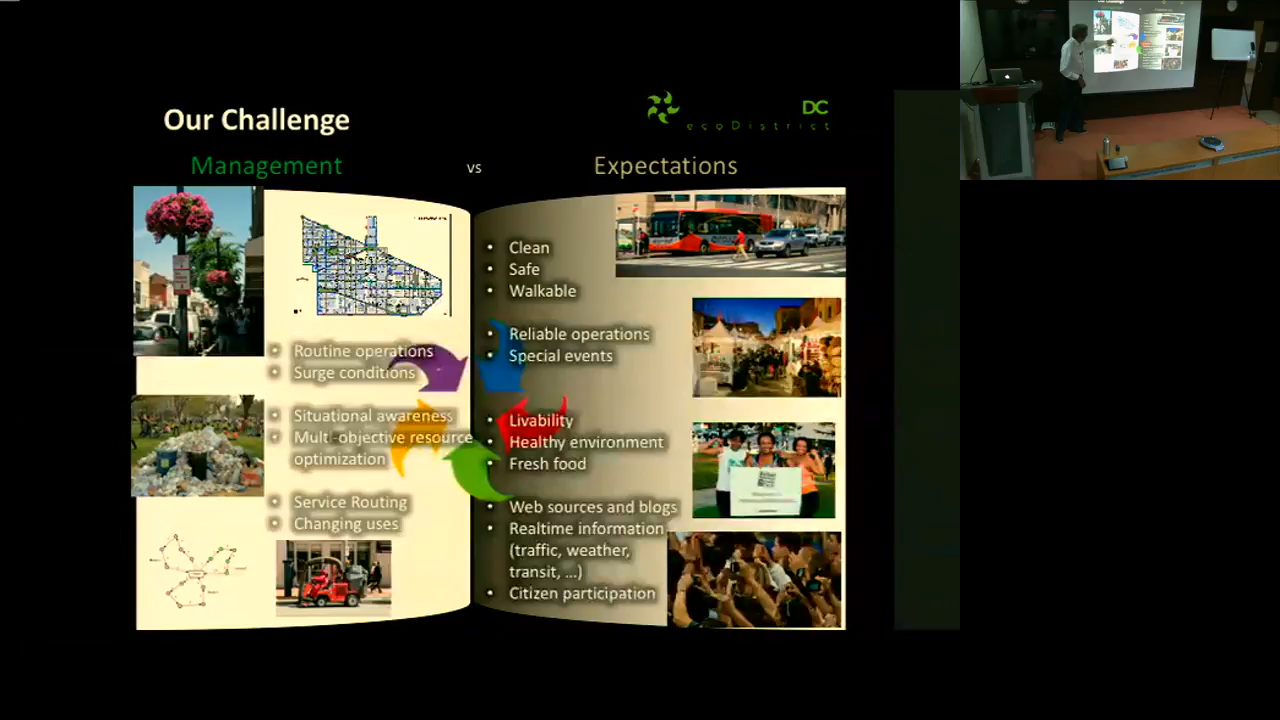 Our Challenge
DC
ecoDistrict
Management
vs
Expectations
• Routine operations
• Surge conditions
• Situational awareness
• Mult -objective resource
optimization
• Service Routing
• Changing uses
• Clean
• Safe
• Walkable
• Reliable operations
• Special events
• Livability
• Healthy environment
• Fresh food
• Web sources and blogs
• Realtime information
(traffic, weather,
transit, ...)
• Citizen participation